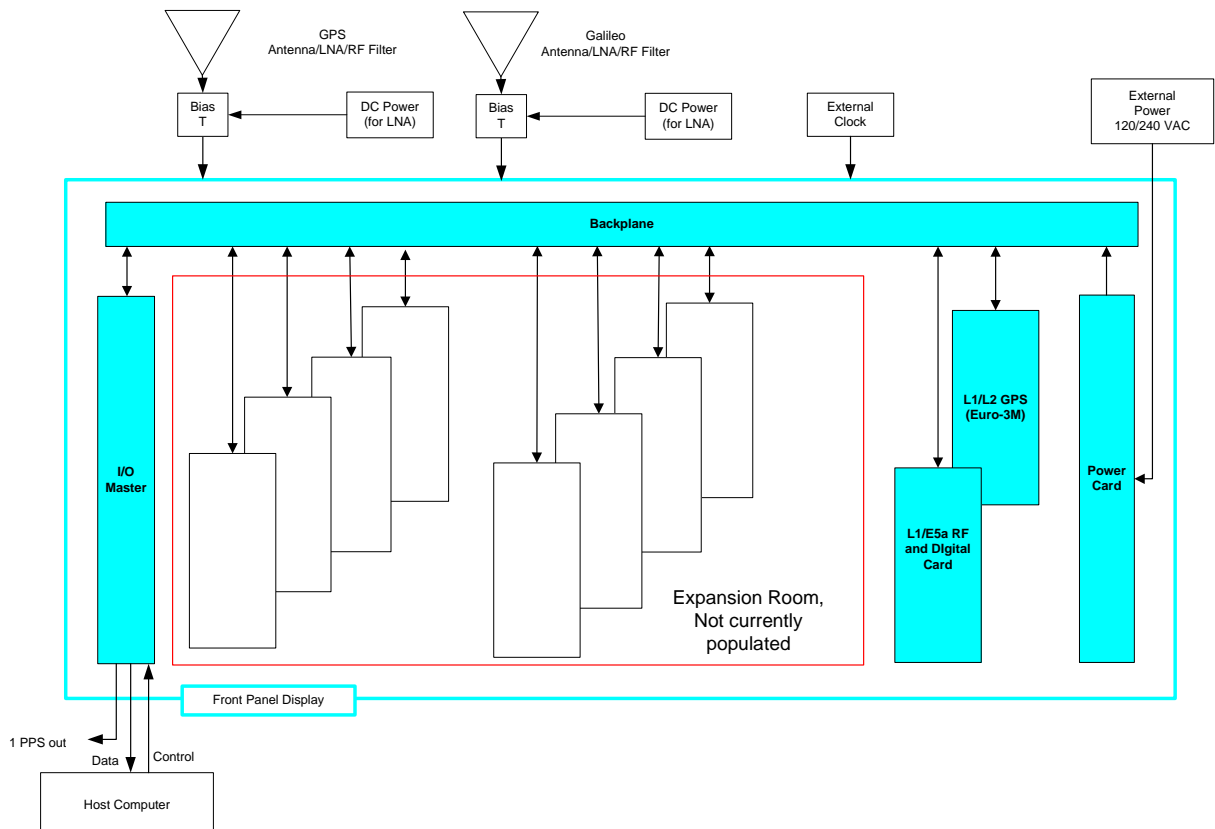 GPS
Antenna/LNA/RF Filter
Galileo
Antenna/LNA/RF Filter
Bias
T
DC Power
(for LNA)
Bias
T
DC Power
(for LNA)
External
Clock
External
Power
120/240 VAC
Backplane
I/O
Master
L1/L2 GPS
(Euro-3M)
Power
Card
L1/E5a RF
and DIgital
Card
Expansion Room,
Not currently
populated
Front Panel Display
1 PPS out
Data
Control
Host Computer